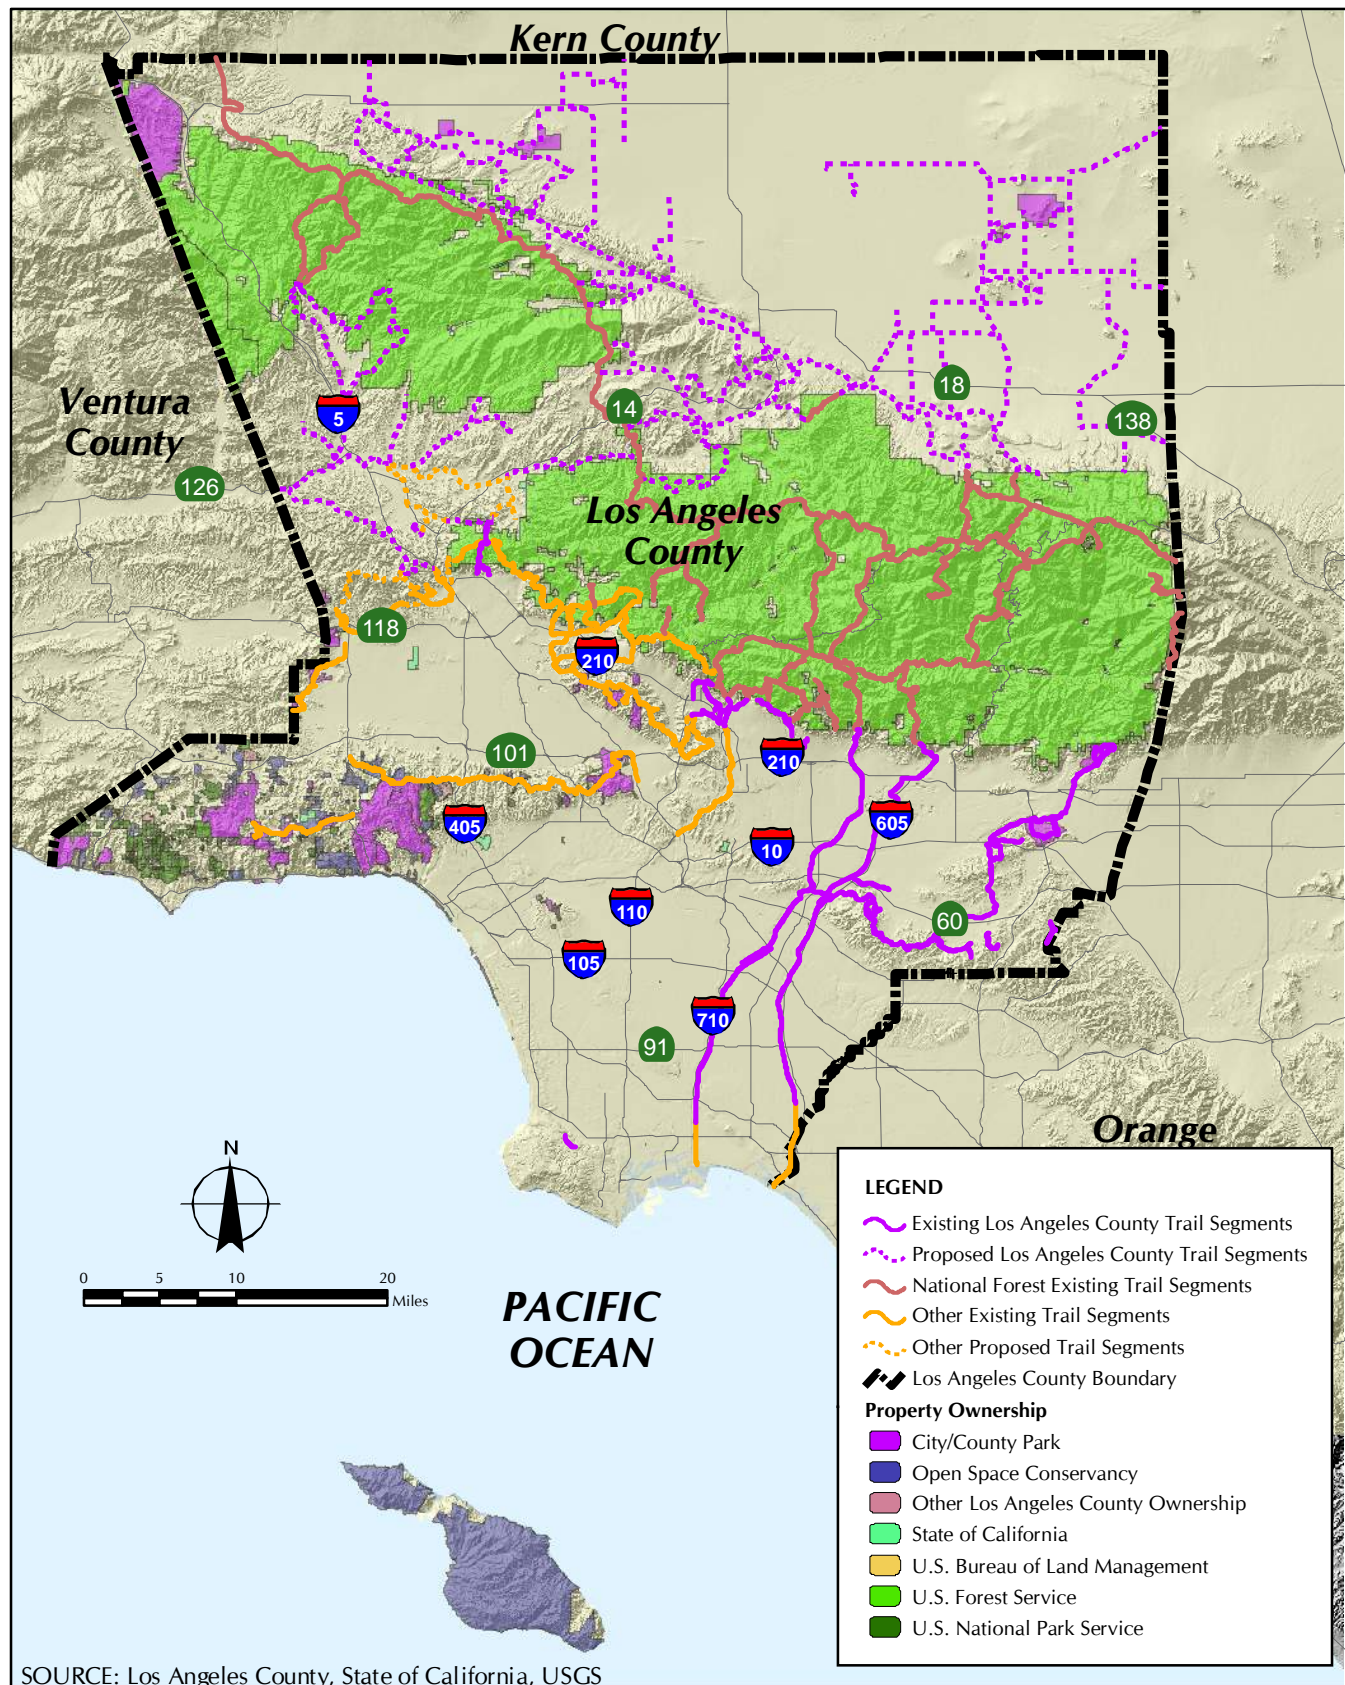 Kern County
Ventura
County
5
14
18
138
126
Los Angeles
County
118
210
101
210
405
605
10
110
60
105
710
91
Orange
N
0 5 10 20
Miles
PACIFIC
OCEAN
LEGEND
Existing Los Angeles County Trail Segments
Proposed Los Angeles County Trail Segments
National Forest Existing Trail Segments
Other Existing Trail Segments
Other Proposed Trail Segments
Los Angeles County Boundary
Property Ownership
City/County Park
Open Space Conservancy
Other Los Angeles County Ownership
State of California
U.S. Bureau of Land Management
U.S. Forest Service
U.S. National Park Service
SOURCE: Los Angeles County, State of California, USGS